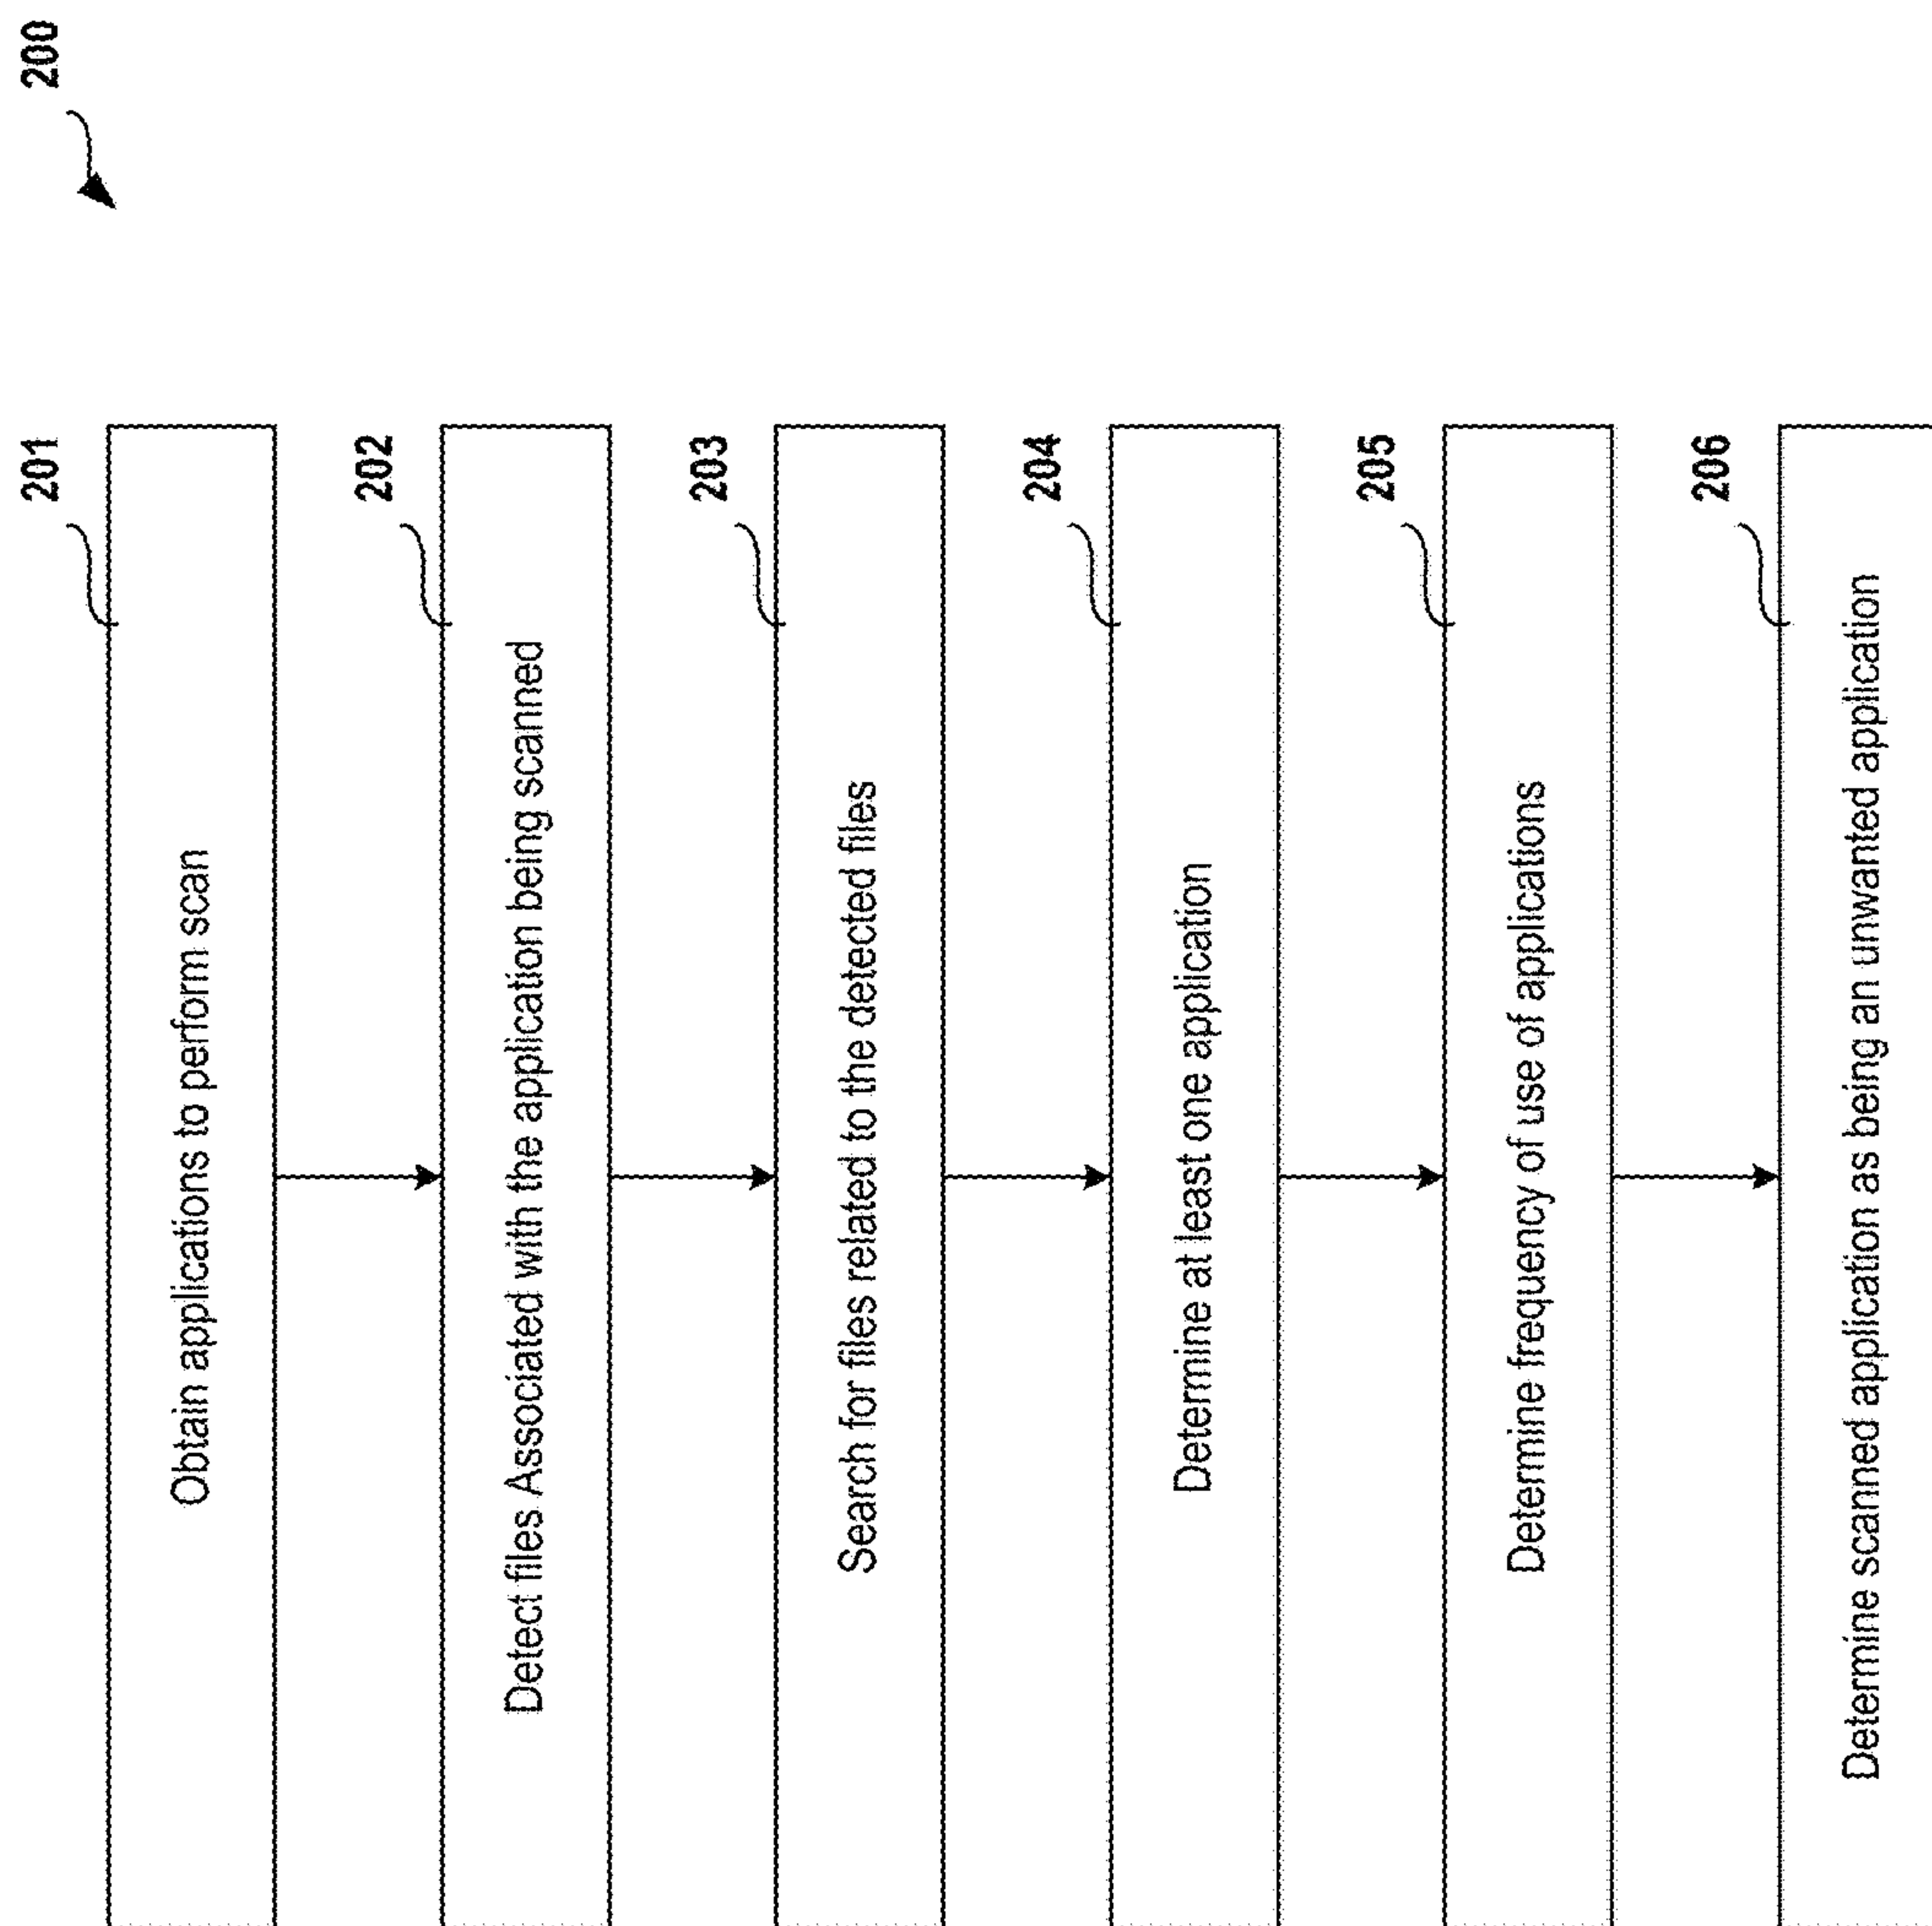 200
201
Obtain applications to perform scan
202
Detect files Associated with the application being scanned
203
Search for files related to the detected files
204
Determine at least one application
205
Determine frequency of use of applications
206
Determine scanned application as being an unwanted application